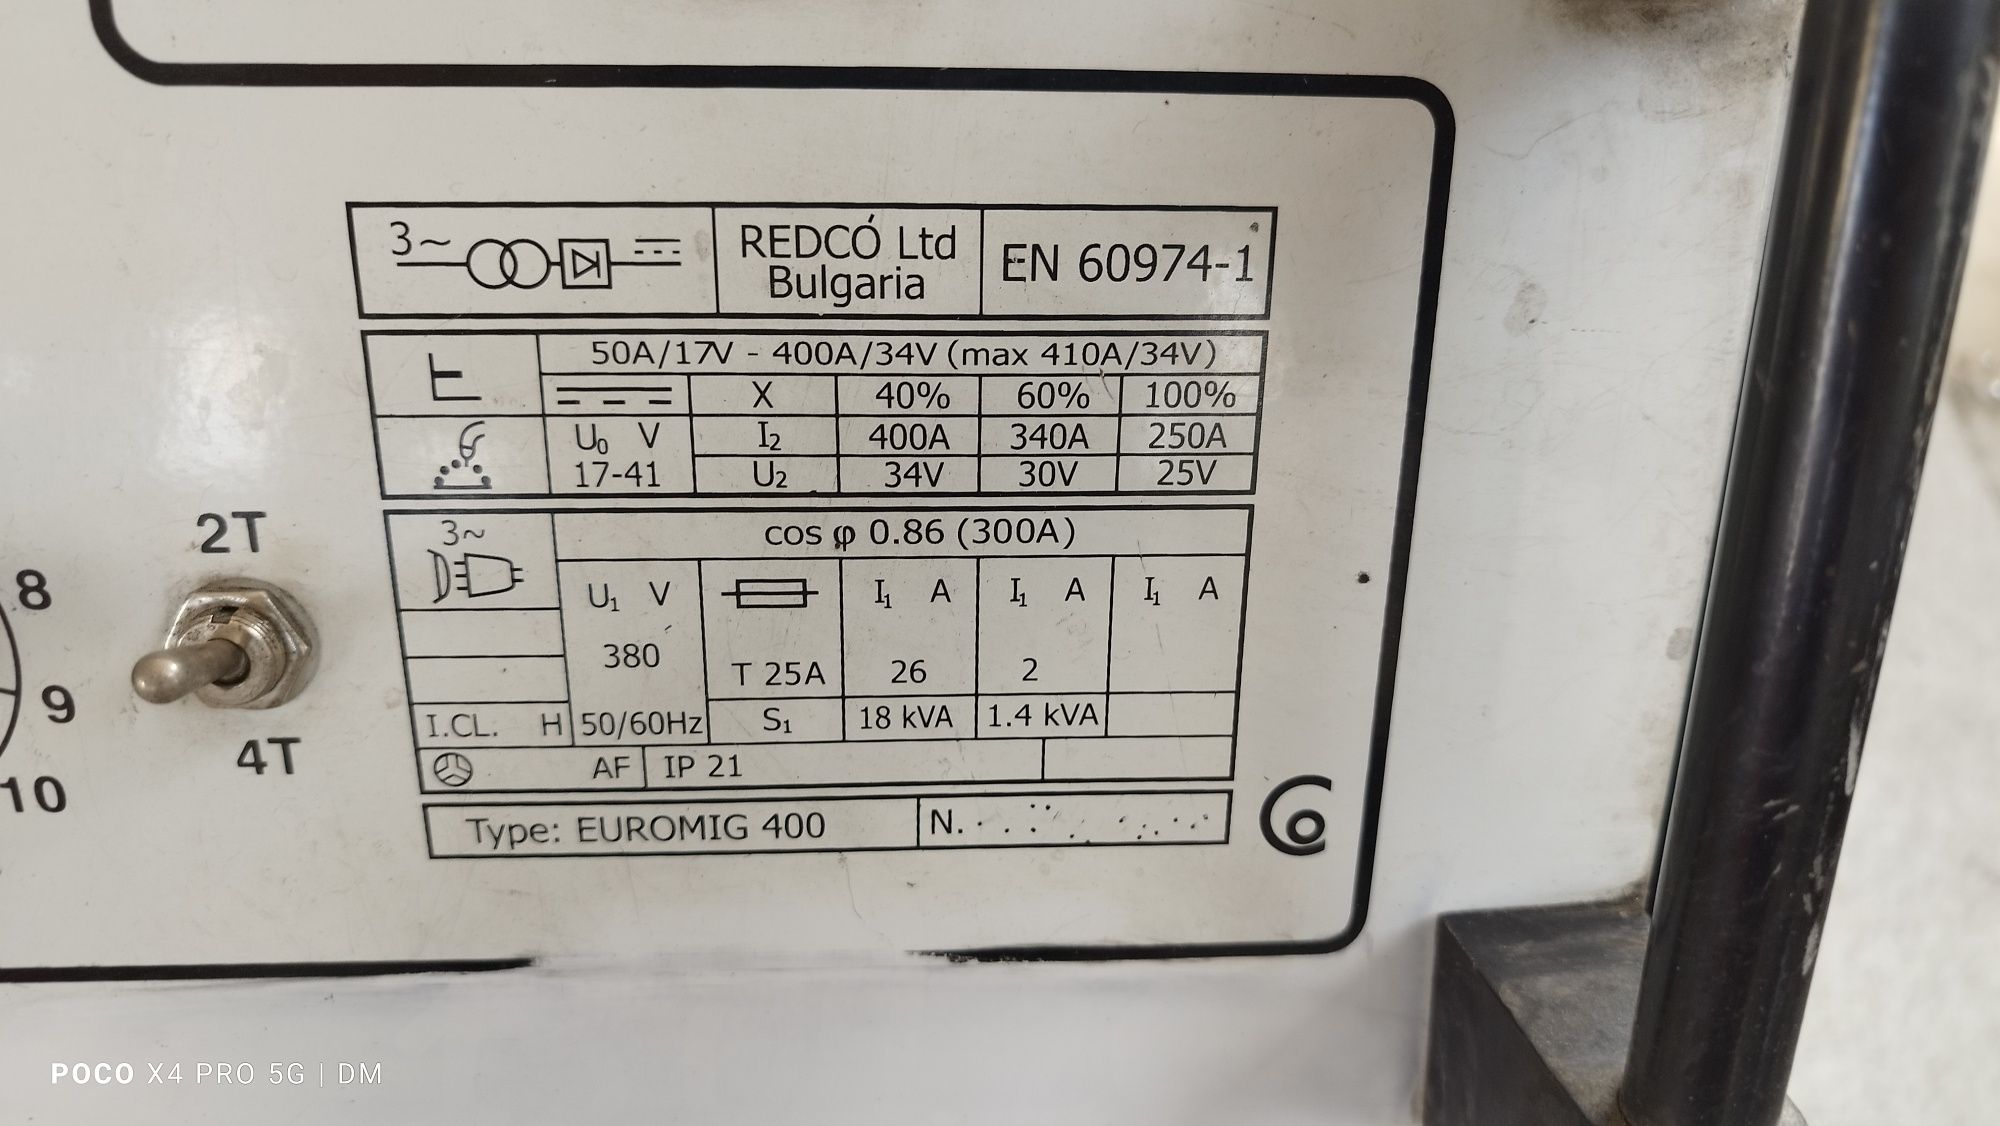 3~
REDCÓ Ltd
Bulgaria
EN 60974-1
50A/17V - 400A/34V (max 410A/34V)
X 40% 60% 100%
U₀ V I₂ 400A 340A 250A
17-41 U₂ 34V 30V 25V
3~
cos φ 0.86 (300A)
U₁ V I₁ A I₁ A I₁ A
380 T 25A 26 2
I.CL. H 50/60Hz S₁ 18 kVA 1.4 kVA
AF IP 21
Type: EUROMIG 400 N.
2T
4T
8
9
10
POCO X4 PRO 5G | DM